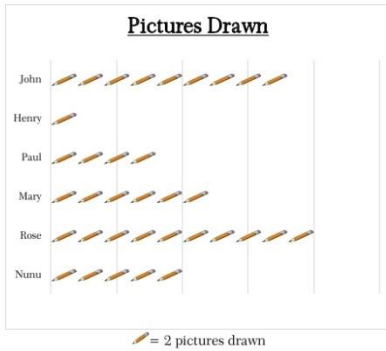 Pictures Drawn
John
Henry
Paul
Mary
Rose
Nunu
= 2 pictures drawn